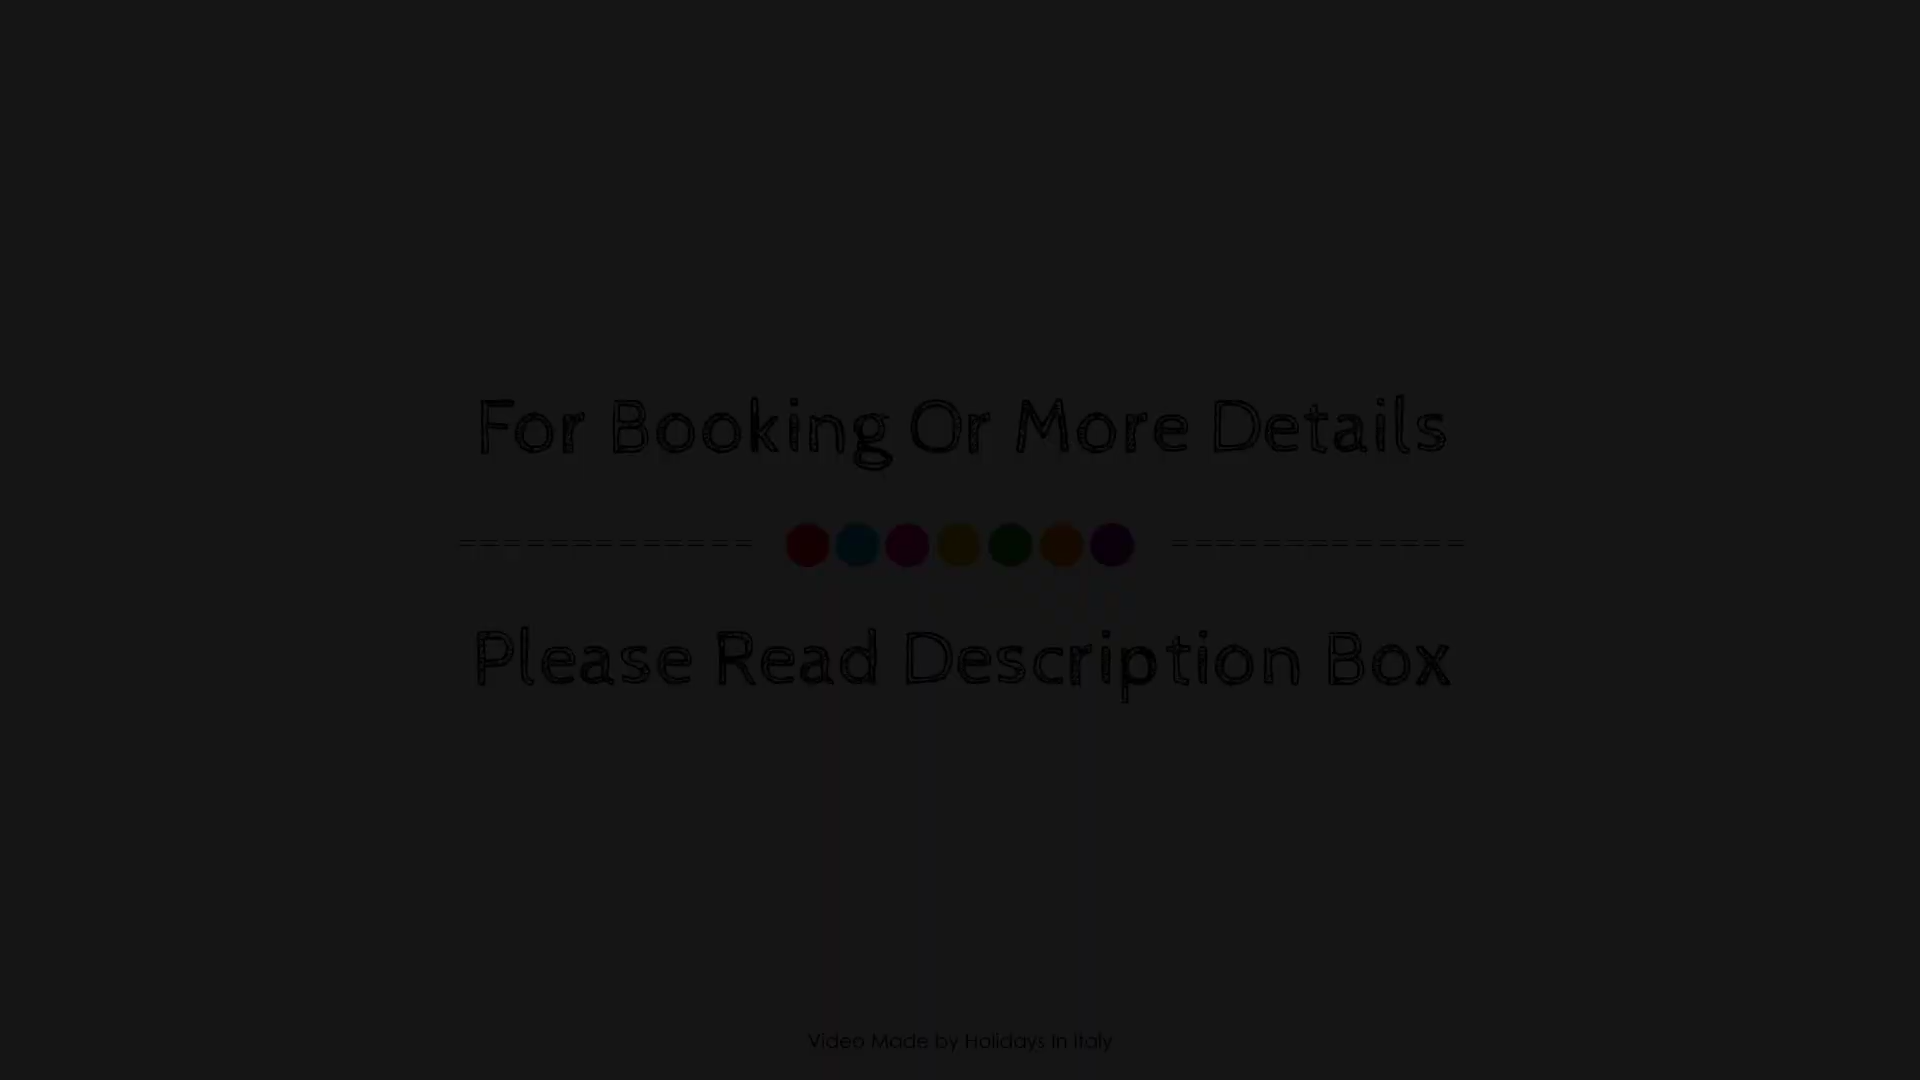 For Booking Or More Details
============= =============
Please Read Description Box
Video Made by Holidays In Italy